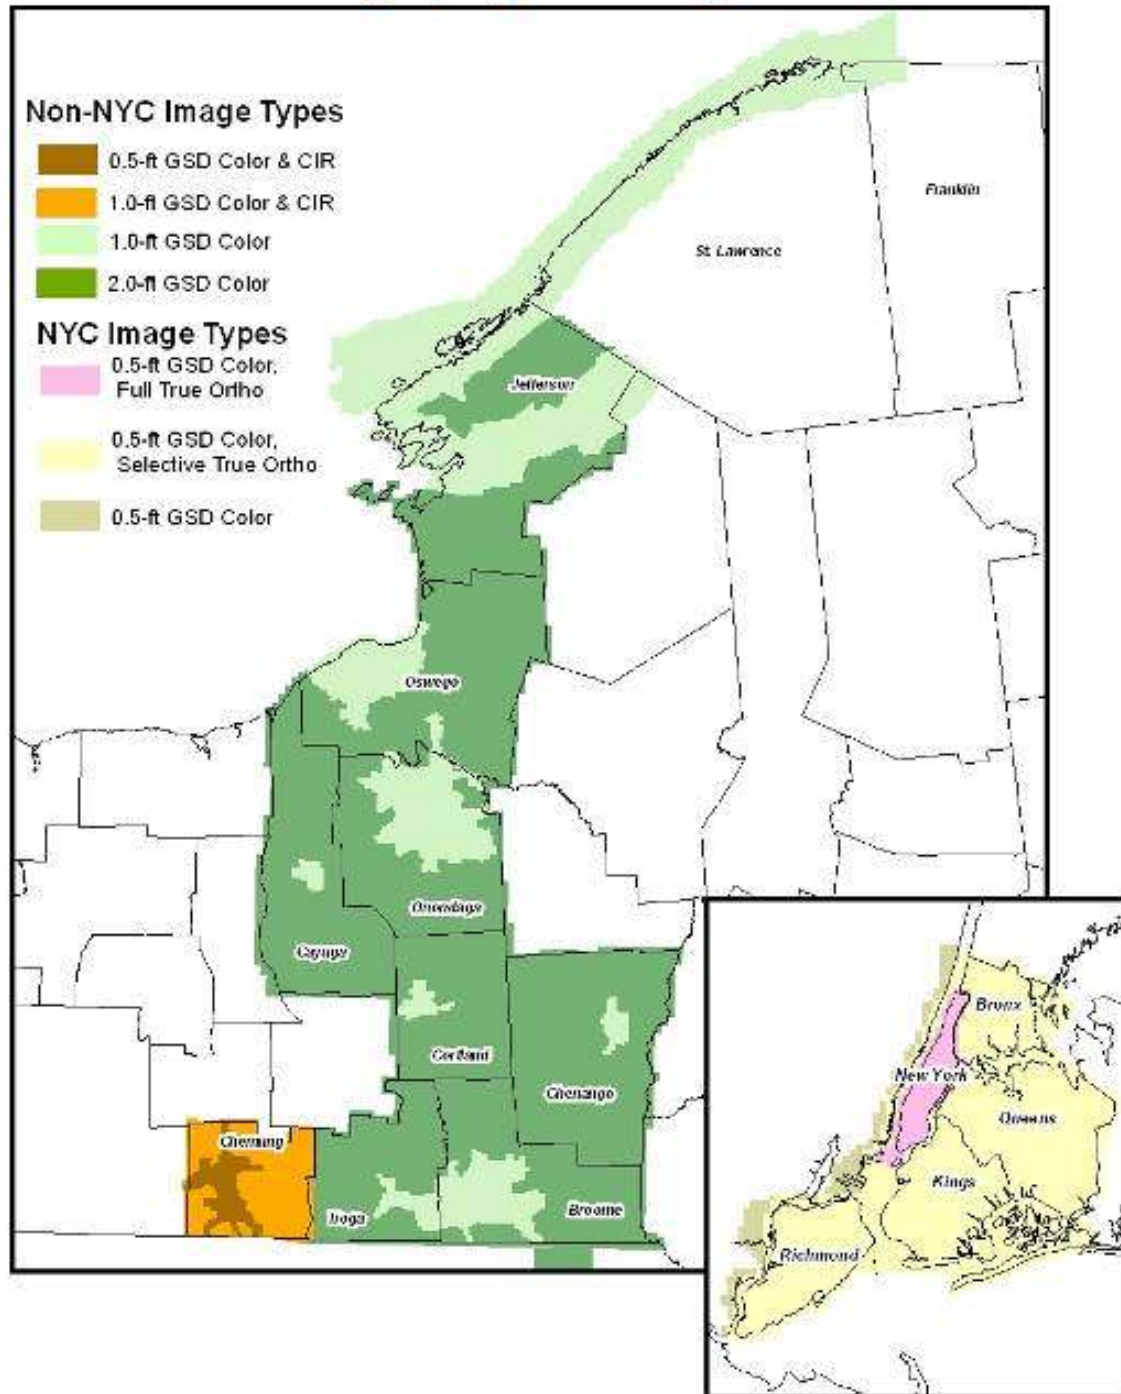 Non-NYC Image Types
0.5-ft GSD Color & CIR
1.0-ft GSD Color & CIR
1.0-ft GSD Color
2.0-ft GSD Color
NYC Image Types
0.5-ft GSD Color,
Full True Ortho
0.5-ft GSD Color,
Selective True Ortho
0.5-ft GSD Color
Franklin
St. Lawrence
Jefferson
Oswego
Onondaga
Cayuga
Cortland
Chenango
Chemung
Tioga
Broome
Bronx
New York
Queens
Kings
Richmond